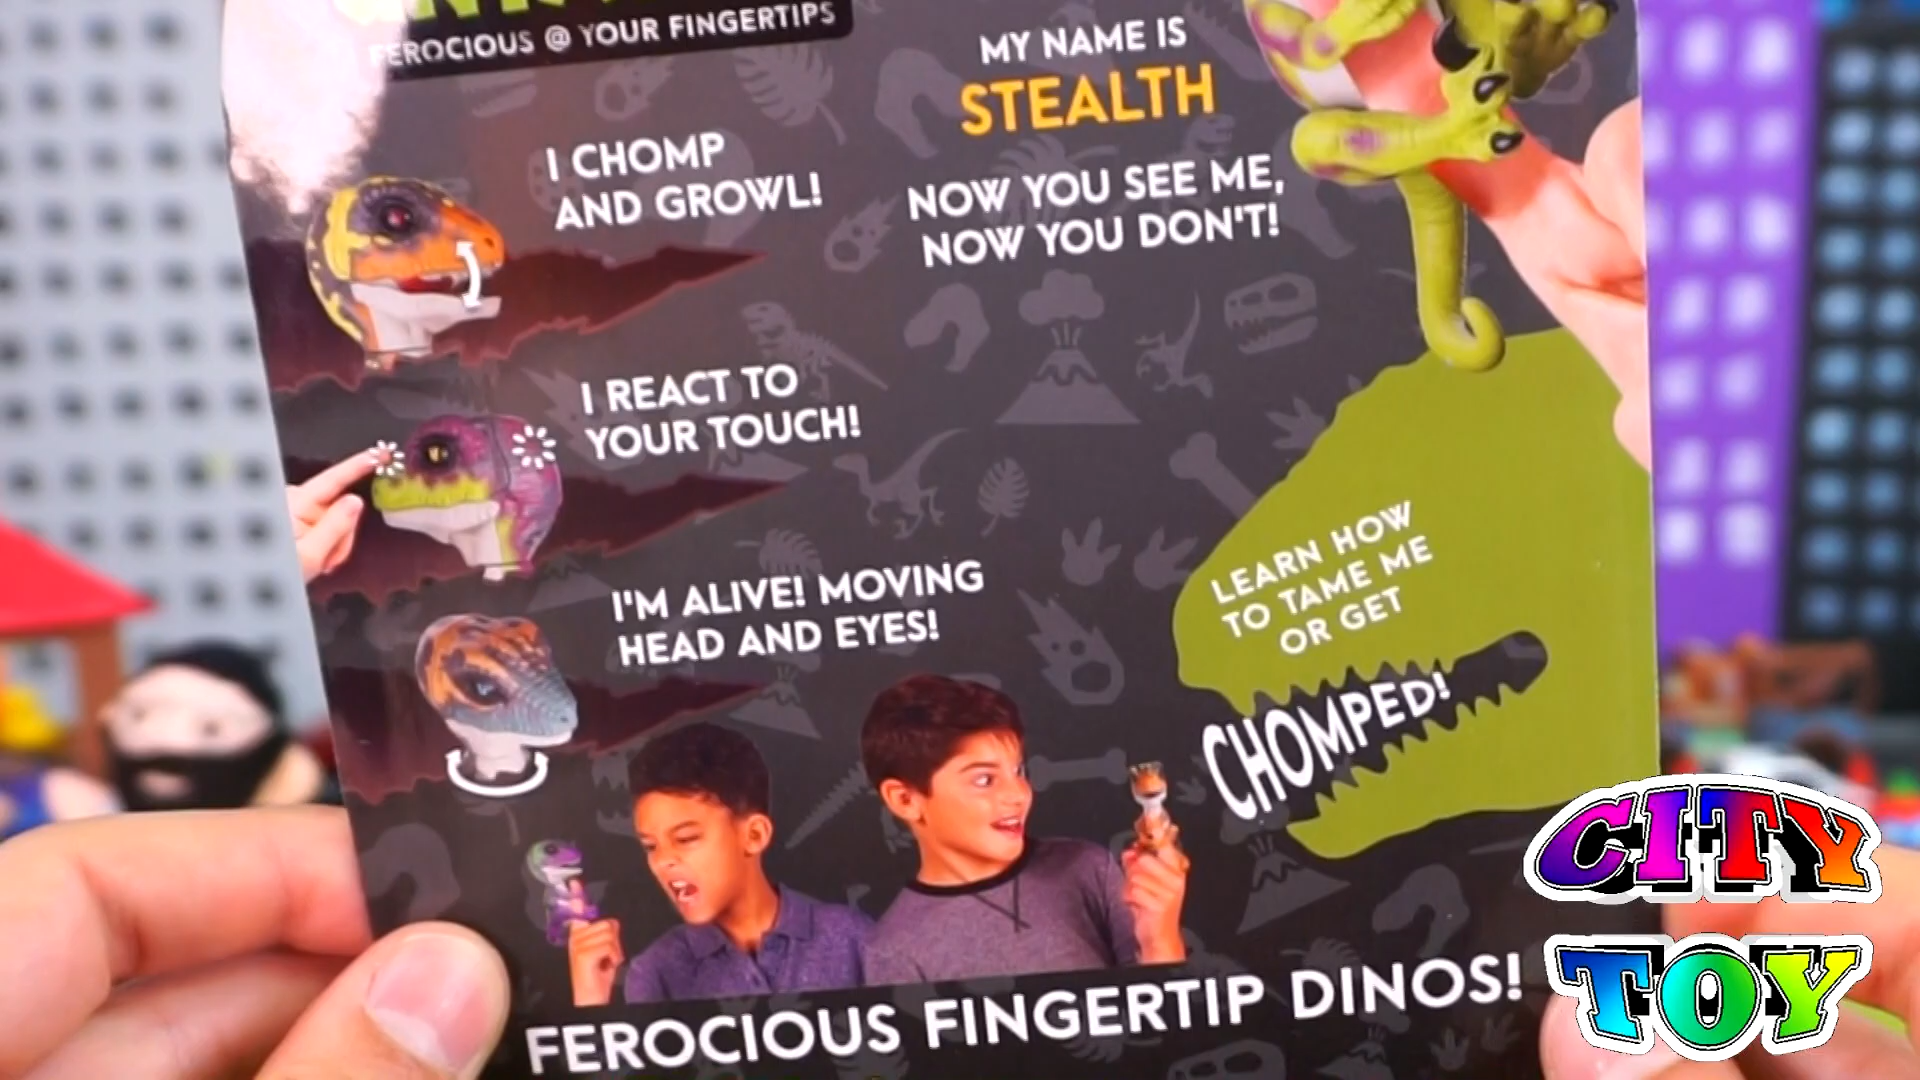 FEROCIOUS @ YOUR FINGERTIPS
I CHOMP
AND GROWL!
MY NAME IS
STEALTH
NOW YOU SEE ME,
NOW YOU DON'T!
I REACT TO
YOUR TOUCH!
I'M ALIVE! MOVING
HEAD AND EYES!
LEARN HOW
TO TAME ME
OR GET
CHOMPED!
FEROCIOUS FINGERTIP DINOS!
CITY
TOY